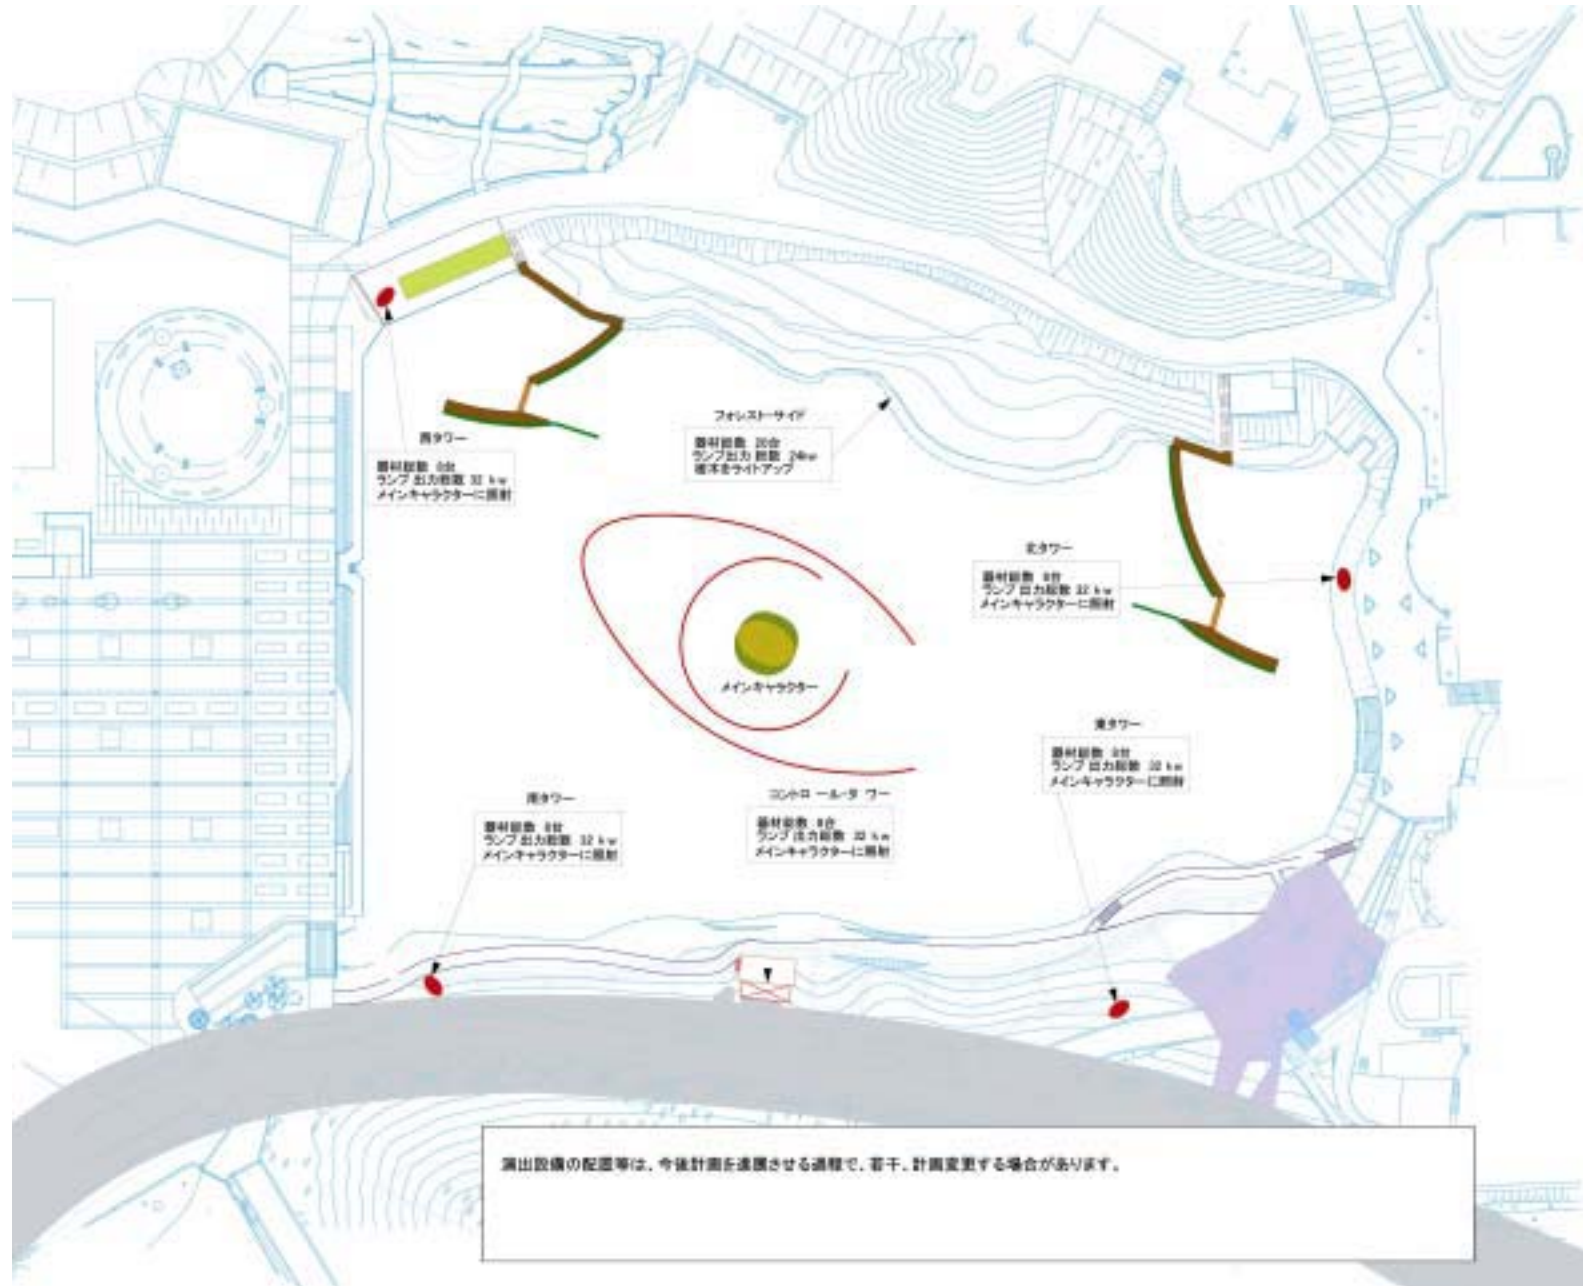 フォレスト・サイド
器材総数 20台
ランプ出力 総数 24kw
樹木をライトアップ
西タワー
器材総数 8台
ランプ 出力総数 32 kw
メインキャラクターに照射
北タワー
器材総数 8台
ランプ 出力総数 32 kw
メインキャラクターに照射
メインキャラクター
東タワー
器材総数 8台
ランプ 出力総数 32 kw
メインキャラクターに照射
南タワー
器材総数 8台
ランプ 出力総数 32 kw
メインキャラクターに照射
コントロール・タワー
器材総数 8台
ランプ 出力総数 32 kw
メインキャラクターに照射
演出設備の配置等は、今後計画を進展させる過程で、若干、計画変更する場合があります。